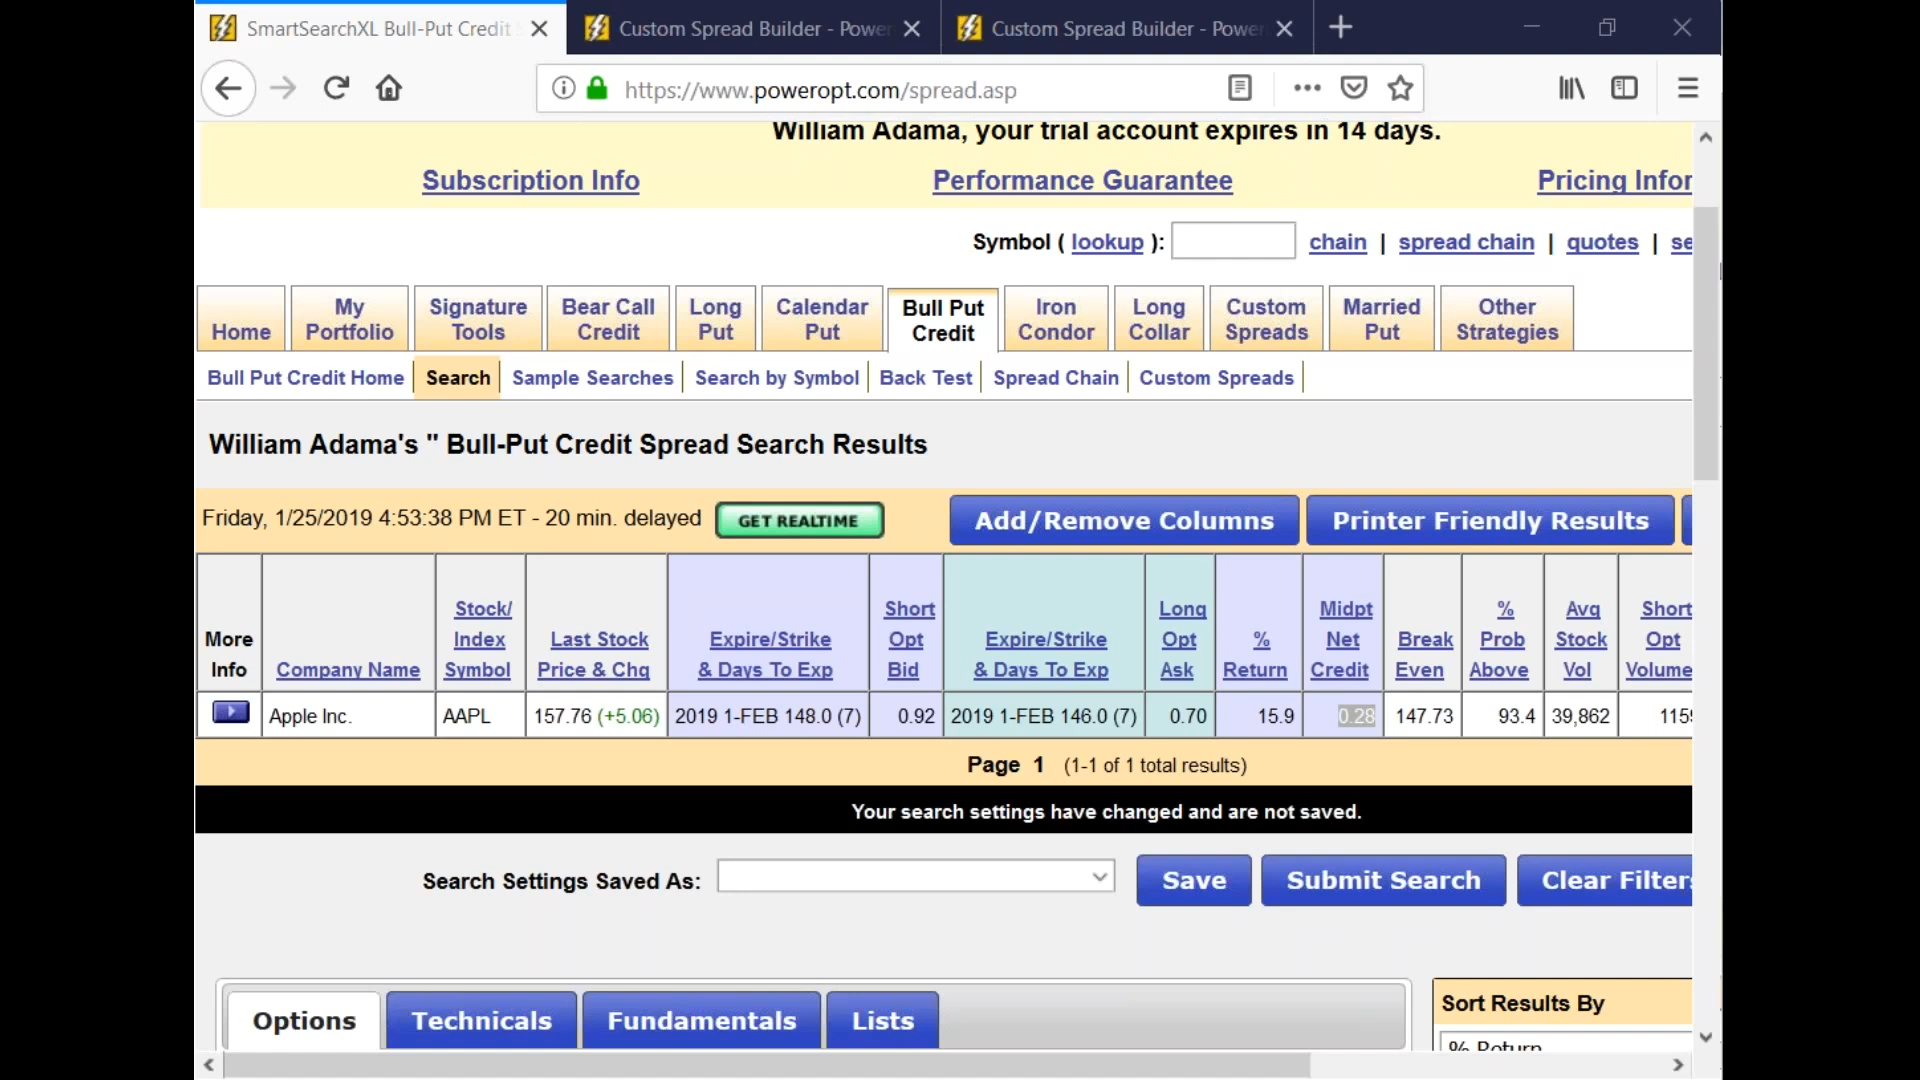 SmartSearchXL Bull-Put Credit
Custom Spread Builder - Power
Custom Spread Builder - Power
https://www.poweropt.com/spread.asp
William Adama, your trial account expires in 14 days.
Subscription Info
Performance Guarantee
Pricing Infor
Symbol ( lookup ):
chain | spread chain | quotes | se
Home
My Portfolio
Signature Tools
Bear Call Credit
Long Put
Calendar Put
Bull Put Credit
Iron Condor
Long Collar
Custom Spreads
Married Put
Other Strategies
Bull Put Credit Home
Search
Sample Searches
Search by Symbol
Back Test
Spread Chain
Custom Spreads
William Adama's " Bull-Put Credit Spread Search Results
Friday, 1/25/2019 4:53:38 PM ET - 20 min. delayed
GET REALTIME
Add/Remove Columns
Printer Friendly Results
More Info
Company Name
Stock/ Index Symbol
Last Stock Price & Chg
Expire/Strike & Days To Exp
Short Opt Bid
Expire/Strike & Days To Exp
Long Opt Ask
% Return
Midpt Net Credit
Break Even
% Prob Above
Avg Stock Vol
Short Opt Volume
Apple Inc.
AAPL
157.76 (+5.06)
2019 1-FEB 148.0 (7)
0.92
2019 1-FEB 146.0 (7)
0.70
15.9
0.28
147.73
93.4
39,862
115
Page 1 (1-1 of 1 total results)
Your search settings have changed and are not saved.
Search Settings Saved As:
Save
Submit Search
Clear Filters
Options
Technicals
Fundamentals
Lists
Sort Results By
% Return